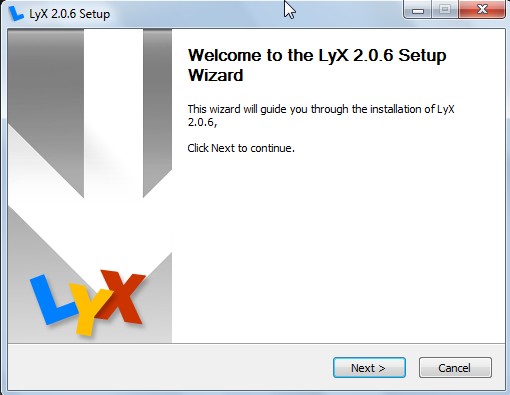 LyX 2.0.6 Setup
Welcome to the LyX 2.0.6 Setup
Wizard
This wizard will guide you through the installation of LyX
2.0.6,
Click Next to continue.
LYX
Next >
Cancel